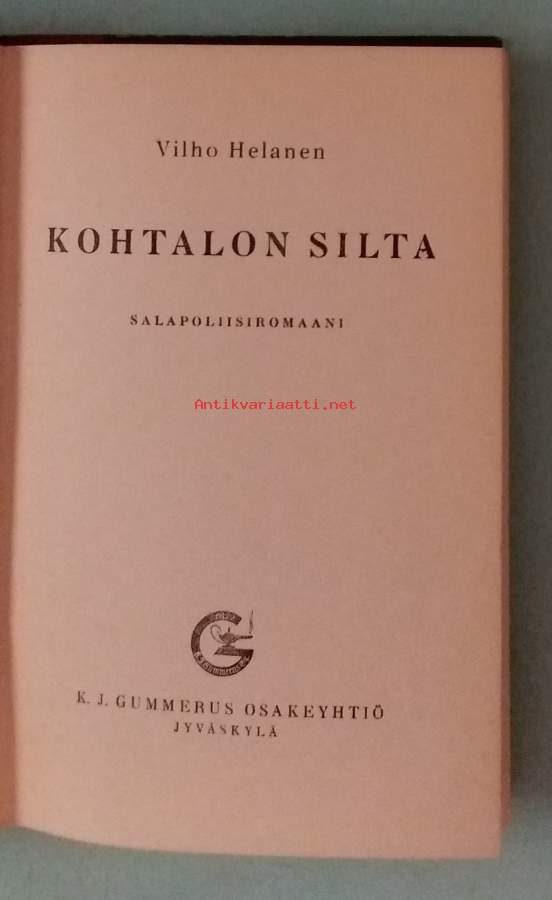 Vilho Helanen
KOHTALON SILTA
SALAPOLIISIROMAANI
Antikvariaatti.net
K. J. GUMMERUS OSAKEYHTIÖ
JYVÄSKYLÄ